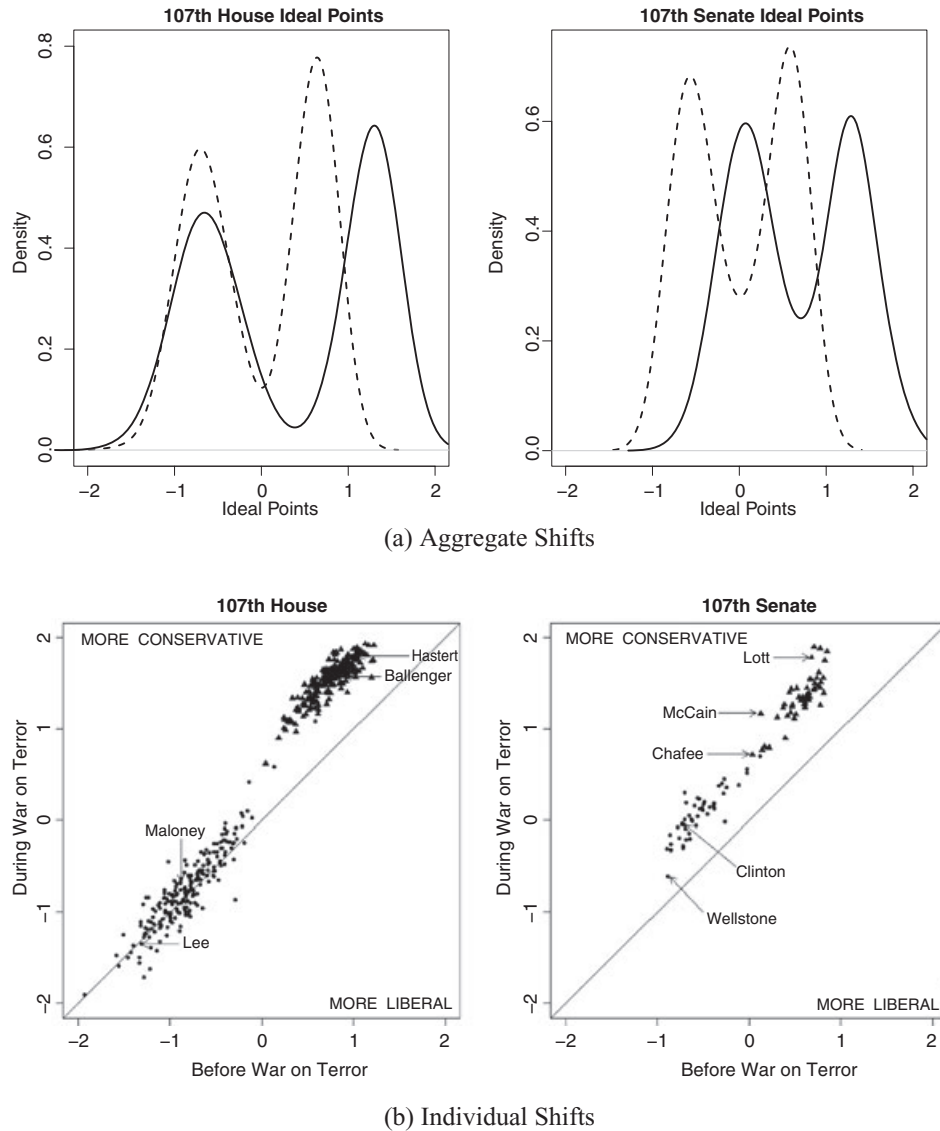 107th House Ideal Points
107th Senate Ideal Points
Density
0.0 0.2 0.4 0.6 0.8
−2 −1 0 1 2
Ideal Points
Density
0.0 0.2 0.4 0.6
−2 −1 0 1 2
Ideal Points
(a) Aggregate Shifts
107th House
MORE CONSERVATIVE
Hastert
Ballenger
Maloney
Lee
MORE LIBERAL
During War on Terror
−2 −1 0 1 2
−2 −1 0 1 2
Before War on Terror
107th Senate
MORE CONSERVATIVE
Lott
McCain
Chafee
Clinton
Wellstone
MORE LIBERAL
During War on Terror
−2 −1 0 1 2
−2 −1 0 1 2
Before War on Terror
(b) Individual Shifts